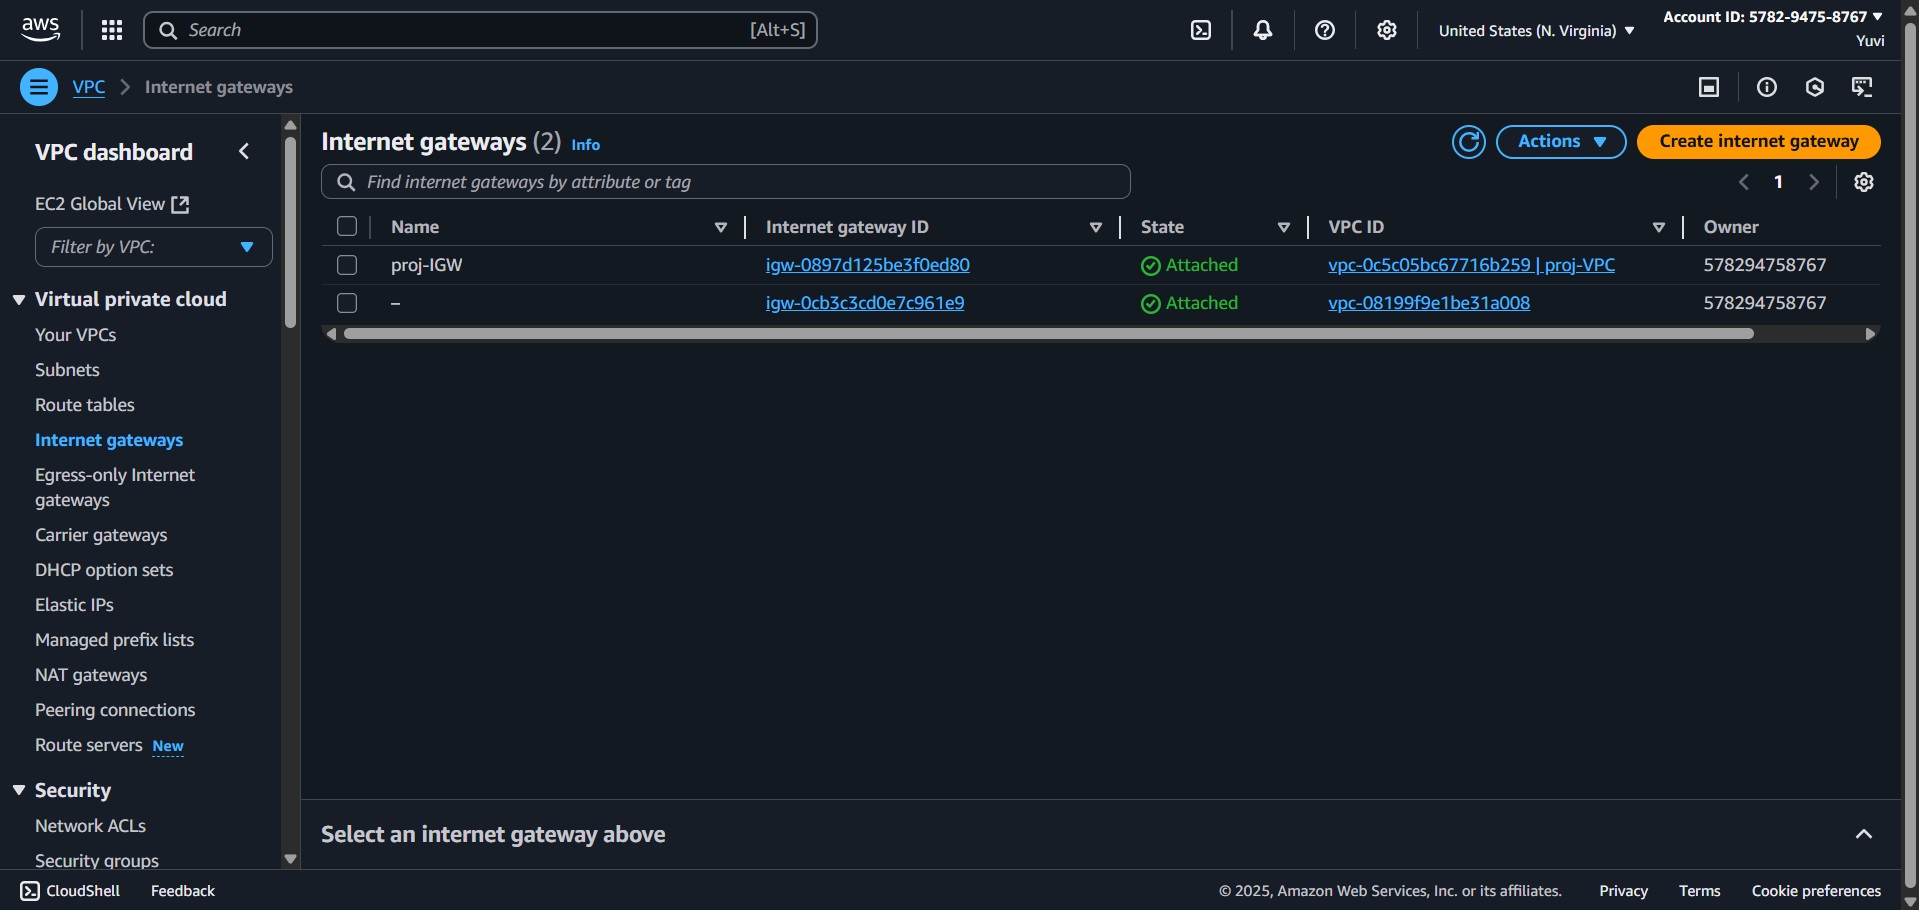 aws
Search [Alt+S]
United States (N. Virginia)
Account ID: 5782-9475-8767
Yuvi
VPC
Internet gateways
VPC dashboard
EC2 Global View
Filter by VPC:
Virtual private cloud
Your VPCs
Subnets
Route tables
Internet gateways
Egress-only Internet
gateways
Carrier gateways
DHCP option sets
Elastic IPs
Managed prefix lists
NAT gateways
Peering connections
Route servers New
Security
Network ACLs
Security groups
Internet gateways (2) Info
Actions
Create internet gateway
Find internet gateways by attribute or tag
1
Name Internet gateway ID State VPC ID Owner
proj-IGW igw-0897d125be3f0ed80 Attached vpc-0c5c05bc67716b259 | proj-VPC 578294758767
– igw-0cb3c3cd0e7c961e9 Attached vpc-08199f9e1be31a008 578294758767
Select an internet gateway above
CloudShell Feedback
© 2025, Amazon Web Services, Inc. or its affiliates. Privacy Terms Cookie preferences